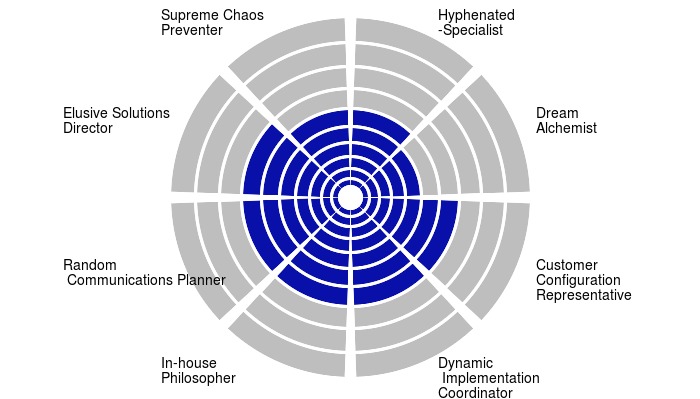 Supreme Chaos
Preventer
Hyphenated
-Specialist
Elusive Solutions
Director
Dream
Alchemist
Random
Communications Planner
Customer
Configuration
Representative
In-house
Philosopher
Dynamic
Implementation
Coordinator